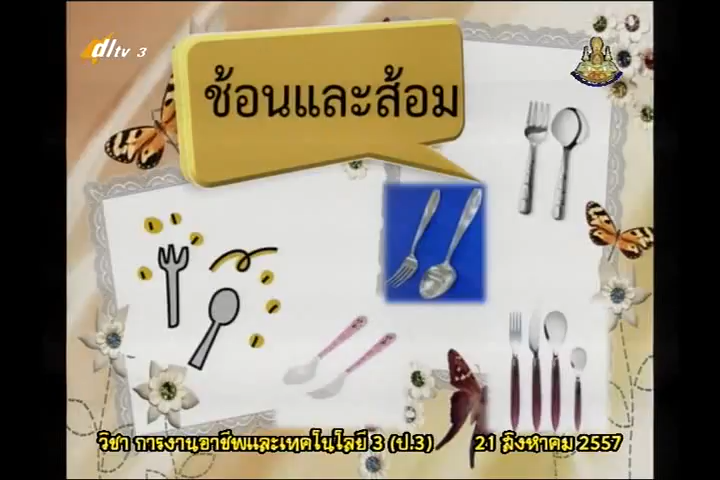 dltv 3
ช้อนและส้อม
วิชา การงานอาชีพและเทคโนโลยี 3 (ป.3) 21 สิงหาคม 2557